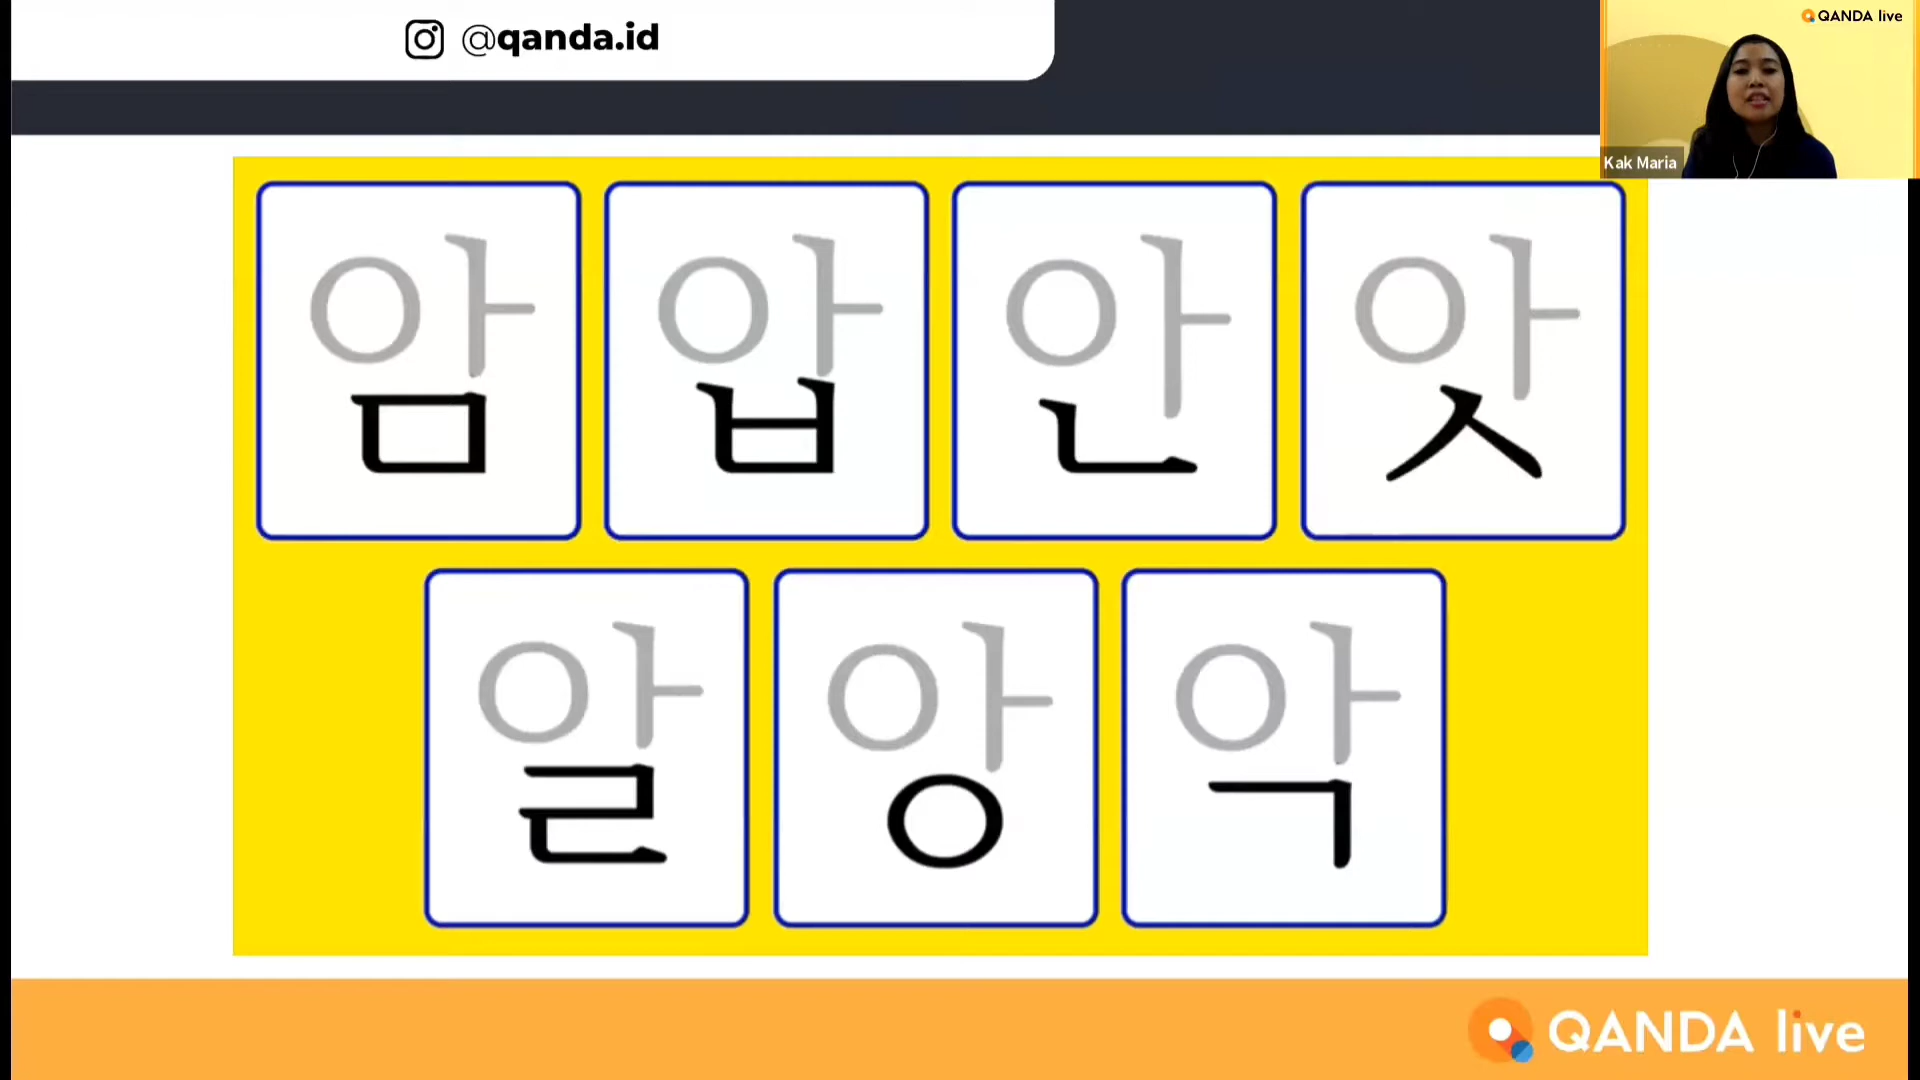 @qanda.id
QANDA live
Kak Maria
암 압 안 앗
알 앙 악
QANDA live